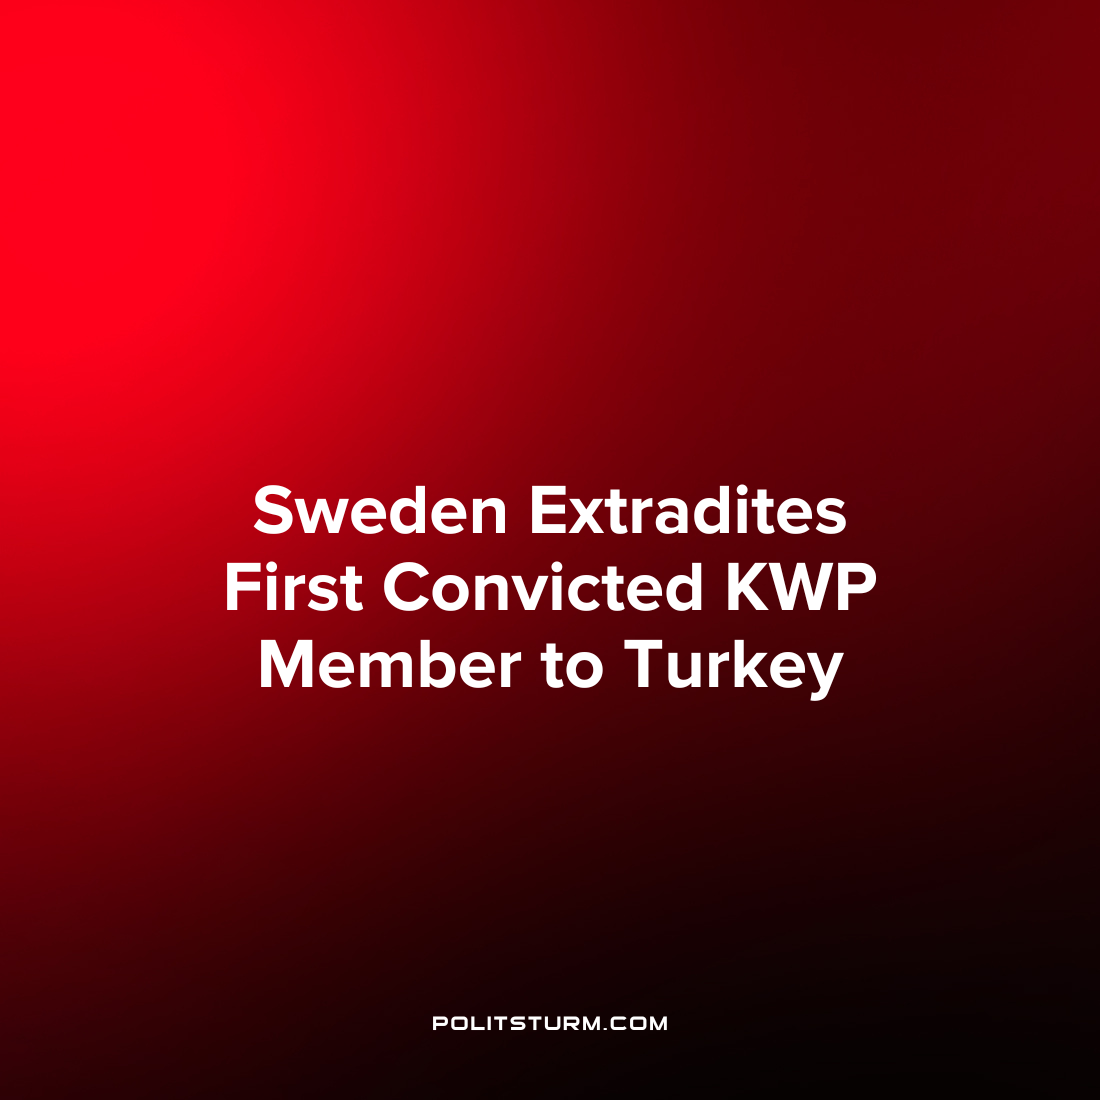 Sweden Extradites
First Convicted KWP
Member to Turkey
POLITSTURM.COM